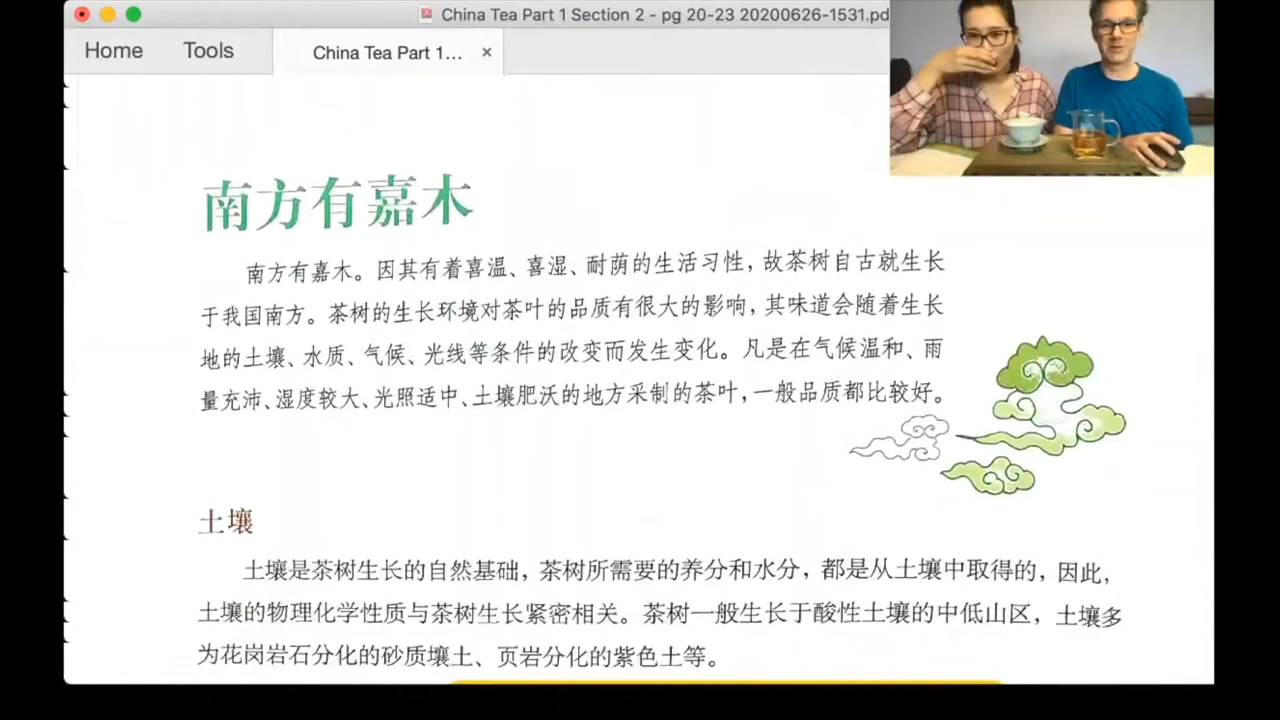 China Tea Part 1 Section 2 - pg 20-23 20200626-1531.pd
Home Tools China Tea Part 1... ×
南方有嘉木
南方有嘉木。因其有着喜温、喜湿、耐荫的生活习性，故茶树自古就生长
于我国南方。茶树的生长环境对茶叶的品质有很大的影响，其味道会随着生长
地的土壤、水质、气候、光线等条件的改变而发生变化。凡是在气候温和、雨
量充沛、湿度较大、光照适中、土壤肥沃的地方采制的茶叶，一般品质都比较好。
土壤
土壤是茶树生长的自然基础，茶树所需要的养分和水分，都是从土壤中取得的，因此，
土壤的物理化学性质与茶树生长紧密相关。茶树一般生长于酸性土壤的中低山区，土壤多
为花岗岩石分化的砂质壤土、页岩分化的紫色土等。